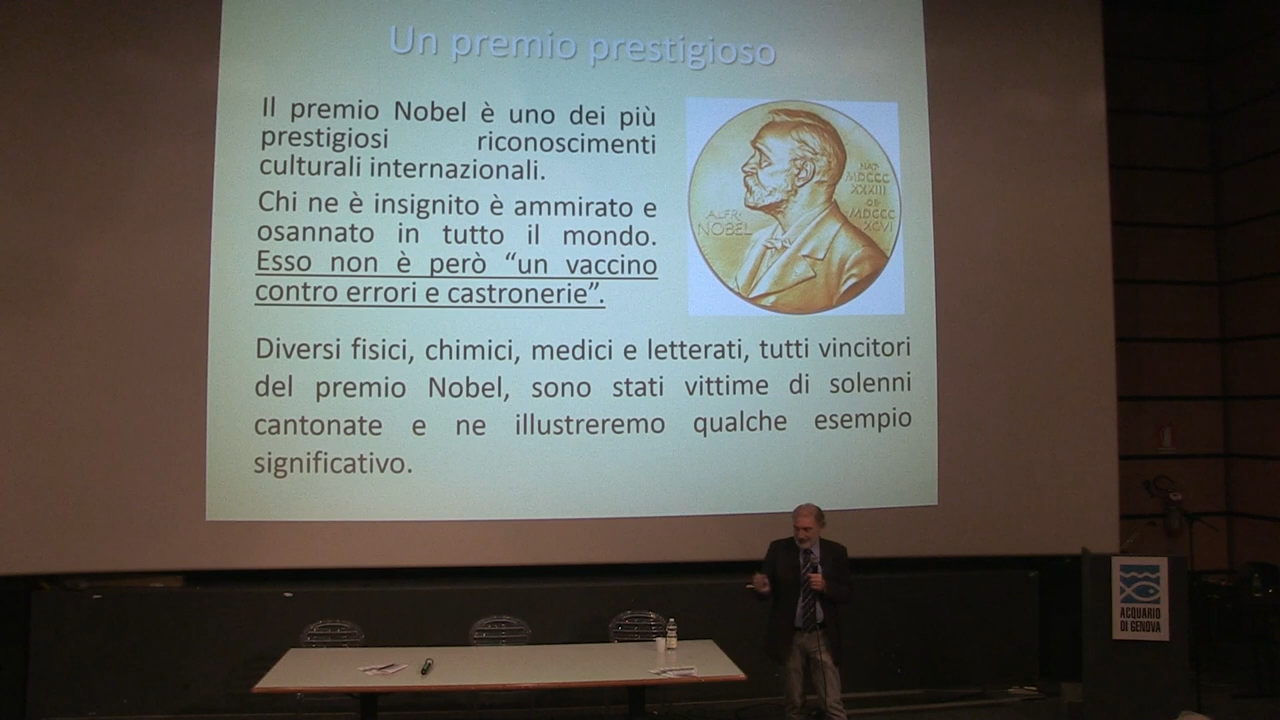 Un premio prestigioso
Il premio Nobel è uno dei più
prestigiosi riconoscimenti
culturali internazionali.
Chi ne è insignito è ammirato e
osannato in tutto il mondo.
Esso non è però “un vaccino
contro errori e castronerie”.
ALFR·
NOBEL
NAT·
MDCCC
XXXIII
OB·
MDCCC
XCVI
Diversi fisici, chimici, medici e letterati, tutti vincitori
del premio Nobel, sono stati vittime di solenni
cantonate e ne illustreremo qualche esempio
significativo.
ACQUARIO
DI GENOVA